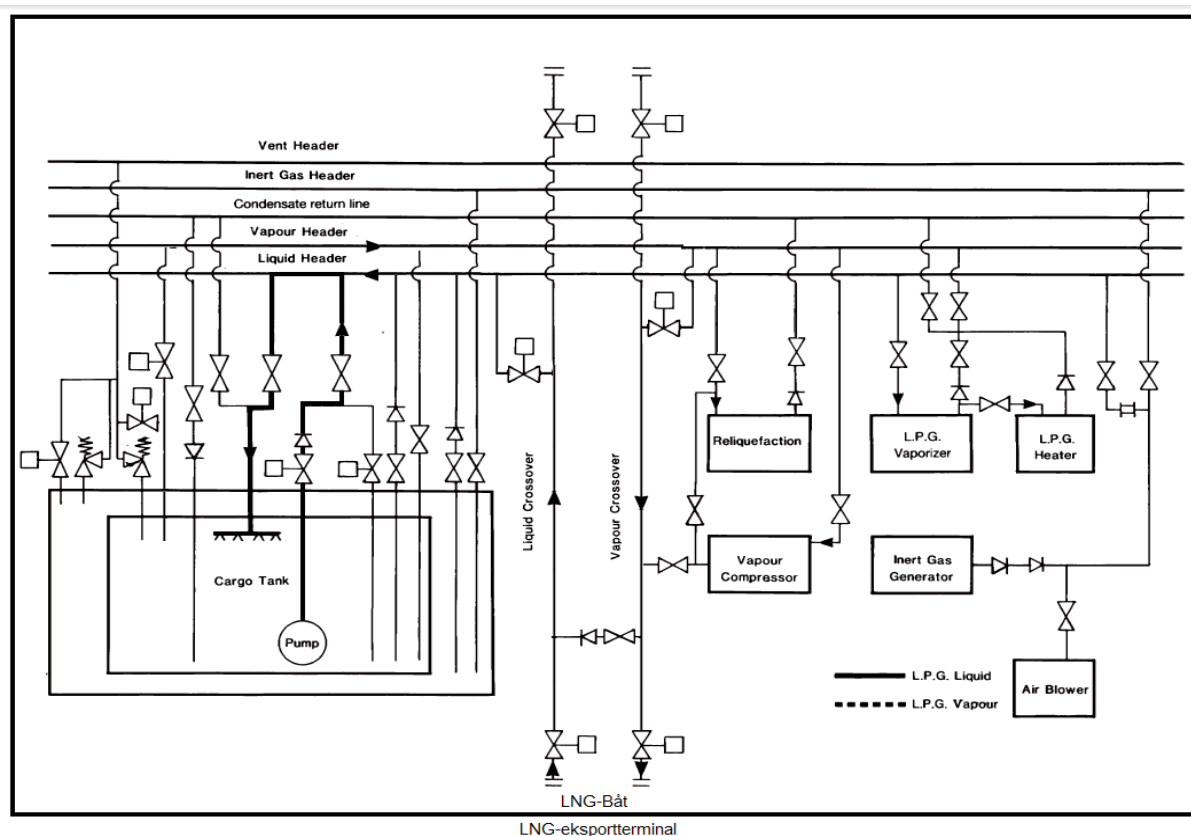 Vent Header
Inert Gas Header
Condensate return line
Vapour Header
Liquid Header
Liquid Crossover
Vapour Crossover
Reliquefaction
L.P.G.
Vaporizer
L.P.G.
Heater
Cargo Tank
Vapour
Compressor
Inert Gas
Generator
Pump
L.P.G. Liquid
L.P.G. Vapour
Air Blower
LNG-Båt
LNG-eksportterminal